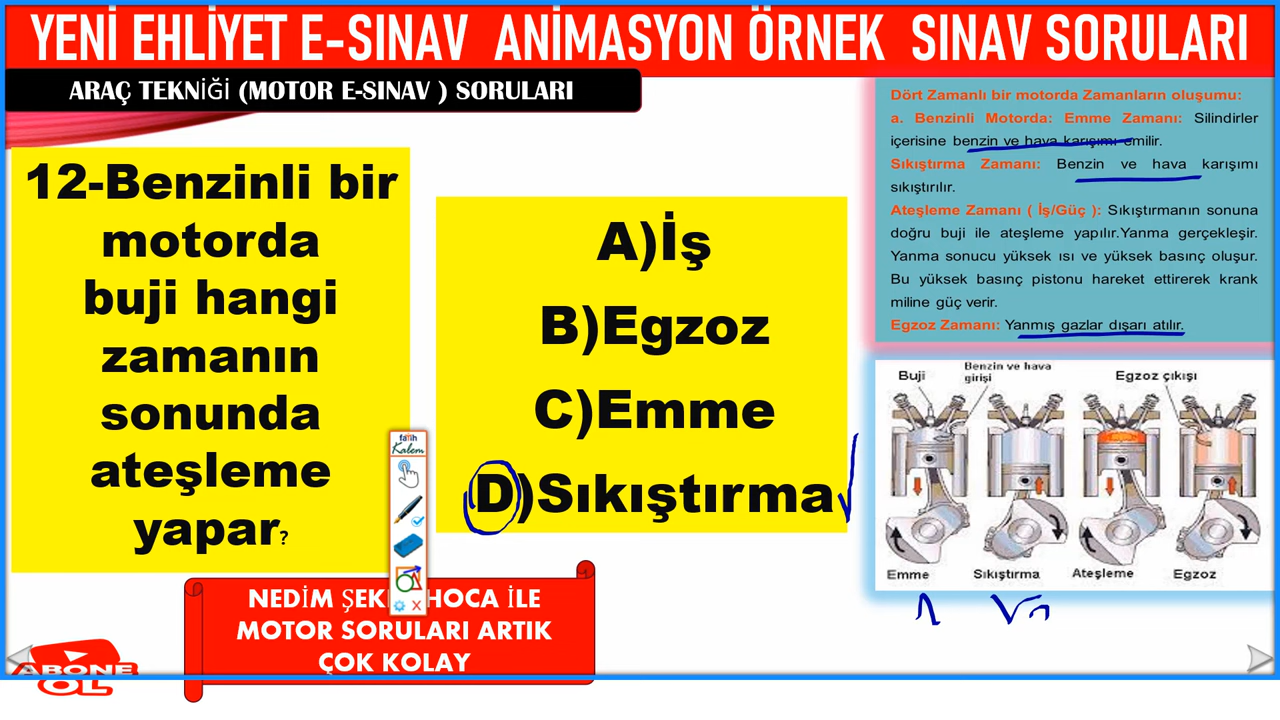 YENİ EHLİYET E-SINAV ANİMASYON ÖRNEK SINAV SORULARI
ARAÇ TEKNİĞİ (MOTOR E-SINAV ) SORULARI
12-Benzinli bir
motorda
buji hangi
zamanın
sonunda
ateşleme
yapar?
A)İş
B)Egzoz
C)Emme
D)Sıkıştırma
Dört Zamanlı bir motorda Zamanların oluşumu:
a. Benzinli Motorda: Emme Zamanı: Silindirler
içerisine benzin ve hava karışımı emilir.
Sıkıştırma Zamanı: Benzin ve hava karışımı
sıkıştırılır.
Ateşleme Zamanı ( İş/Güç ): Sıkıştırmanın sonuna
doğru buji ile ateşleme yapılır.Yanma gerçekleşir.
Yanma sonucu yüksek ısı ve yüksek basınç oluşur.
Bu yüksek basınç pistonu hareket ettirerek krank
miline güç verir.
Egzoz Zamanı: Yanmış gazlar dışarı atılır.
Buji
Benzin ve hava
girişi
Egzoz çıkışı
Emme
Sıkıştırma
Ateşleme
Egzoz
fatih
Kalem
NEDİM HOCA İLE
MOTOR SORULARI ARTIK
ÇOK KOLAY
ABONE
OL